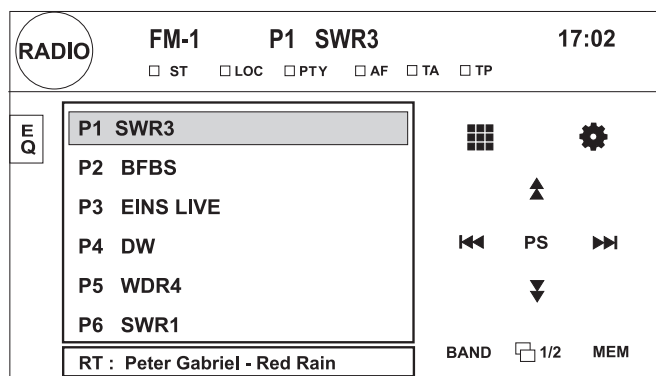 RADIO FM-1 P1 SWR3 17:02
ST LOC PTY AF TA TP
EQ
P1 SWR3
P2 BFBS
P3 EINS LIVE
P4 DW
P5 WDR4
P6 SWR1
RT : Peter Gabriel - Red Rain
PS
BAND 1/2 MEM